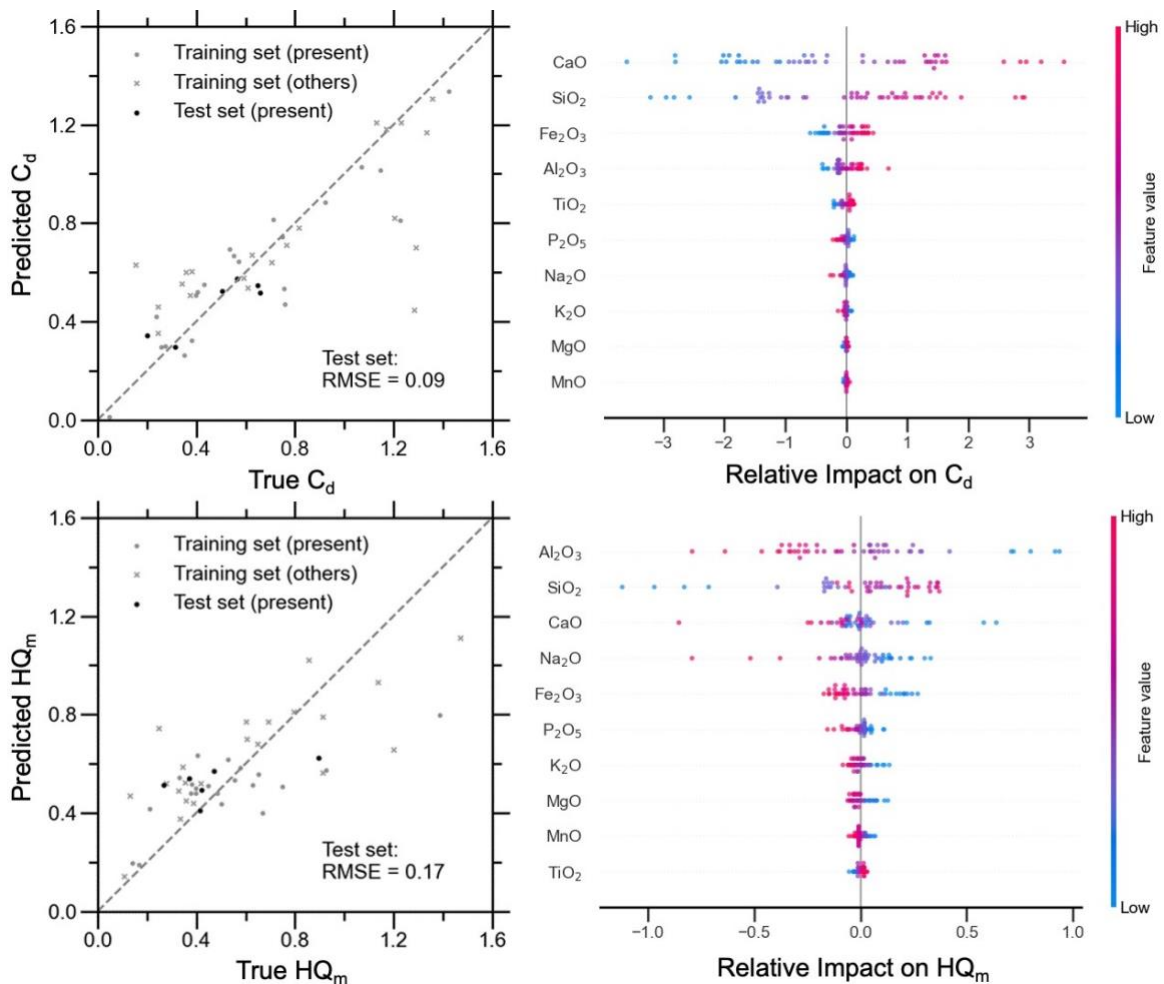 1.6
1.2
0.8
0.4
0.0
Predicted C_d
Training set (present)
Training set (others)
Test set (present)
Test set:
RMSE = 0.09
0.0 0.4 0.8 1.2 1.6
True C_d
CaO
SiO₂
Fe₂O₃
Al₂O₃
TiO₂
P₂O₅
Na₂O
K₂O
MgO
MnO
−3 −2 −1 0 1 2 3
Relative Impact on C_d
High
Feature value
Low
1.6
1.2
0.8
0.4
0.0
Predicted HQₘ
Training set (present)
Training set (others)
Test set (present)
Test set:
RMSE = 0.17
0.0 0.4 0.8 1.2 1.6
True HQₘ
Al₂O₃
SiO₂
CaO
Na₂O
Fe₂O₃
P₂O₅
K₂O
MgO
MnO
TiO₂
−1.0 −0.5 0.0 0.5 1.0
Relative Impact on HQₘ
High
Feature value
Low